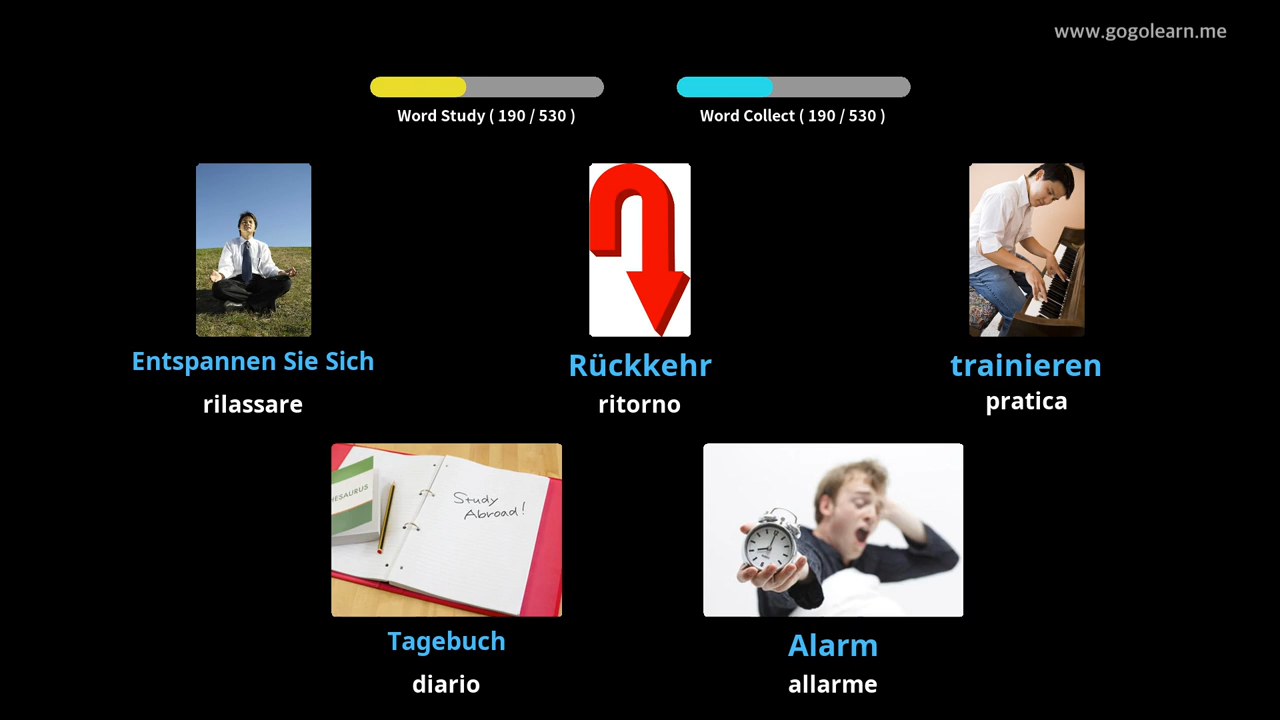 www.gogolearn.me
Word Study ( 190 / 530 )
Word Collect ( 190 / 530 )
Entspannen Sie Sich
rilassare
Rückkehr
ritorno
trainieren
pratica
HESAURUS
Study
Abroad!
Tagebuch
diario
Alarm
allarme